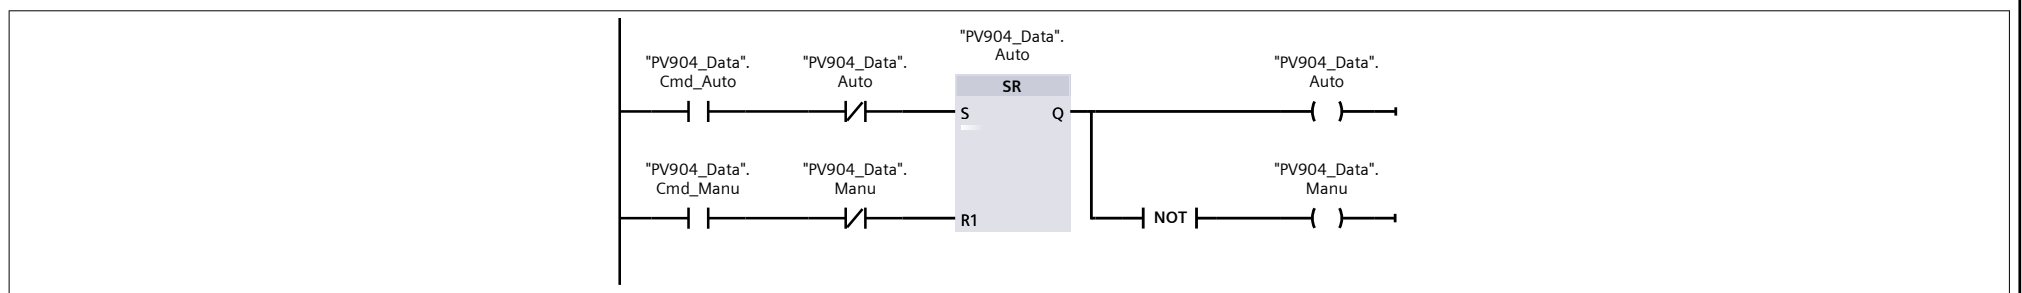 "PV904_Data".
Auto
"PV904_Data".
Cmd_Auto
"PV904_Data".
Auto
SR
"PV904_Data".
Auto
S
Q
"PV904_Data".
Cmd_Manu
"PV904_Data".
Manu
"PV904_Data".
Manu
R1
NOT